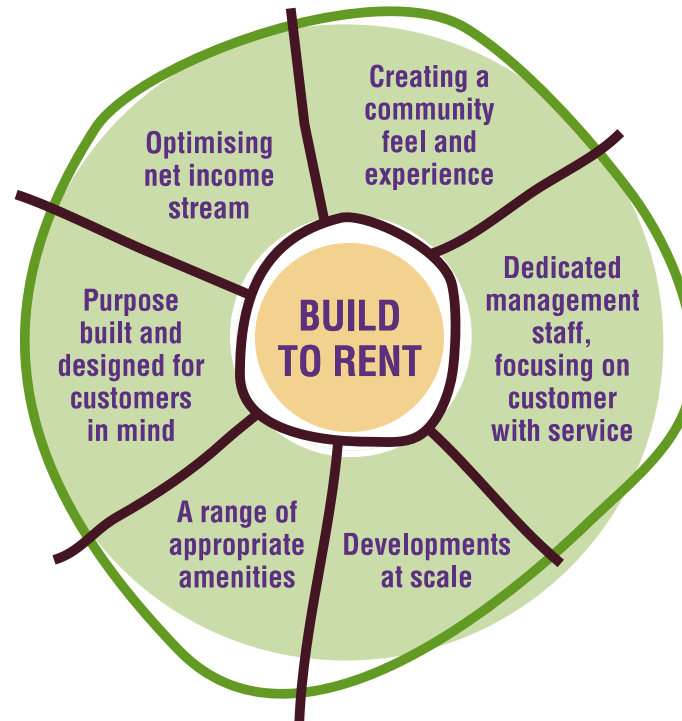 Creating a
community
feel and
experience
Optimising
net income
stream
Dedicated
management
staff,
focusing on
customer
with service
Purpose
built and
designed for
customers
in mind
BUILD
TO RENT
A range of
appropriate
amenities
Developments
at scale